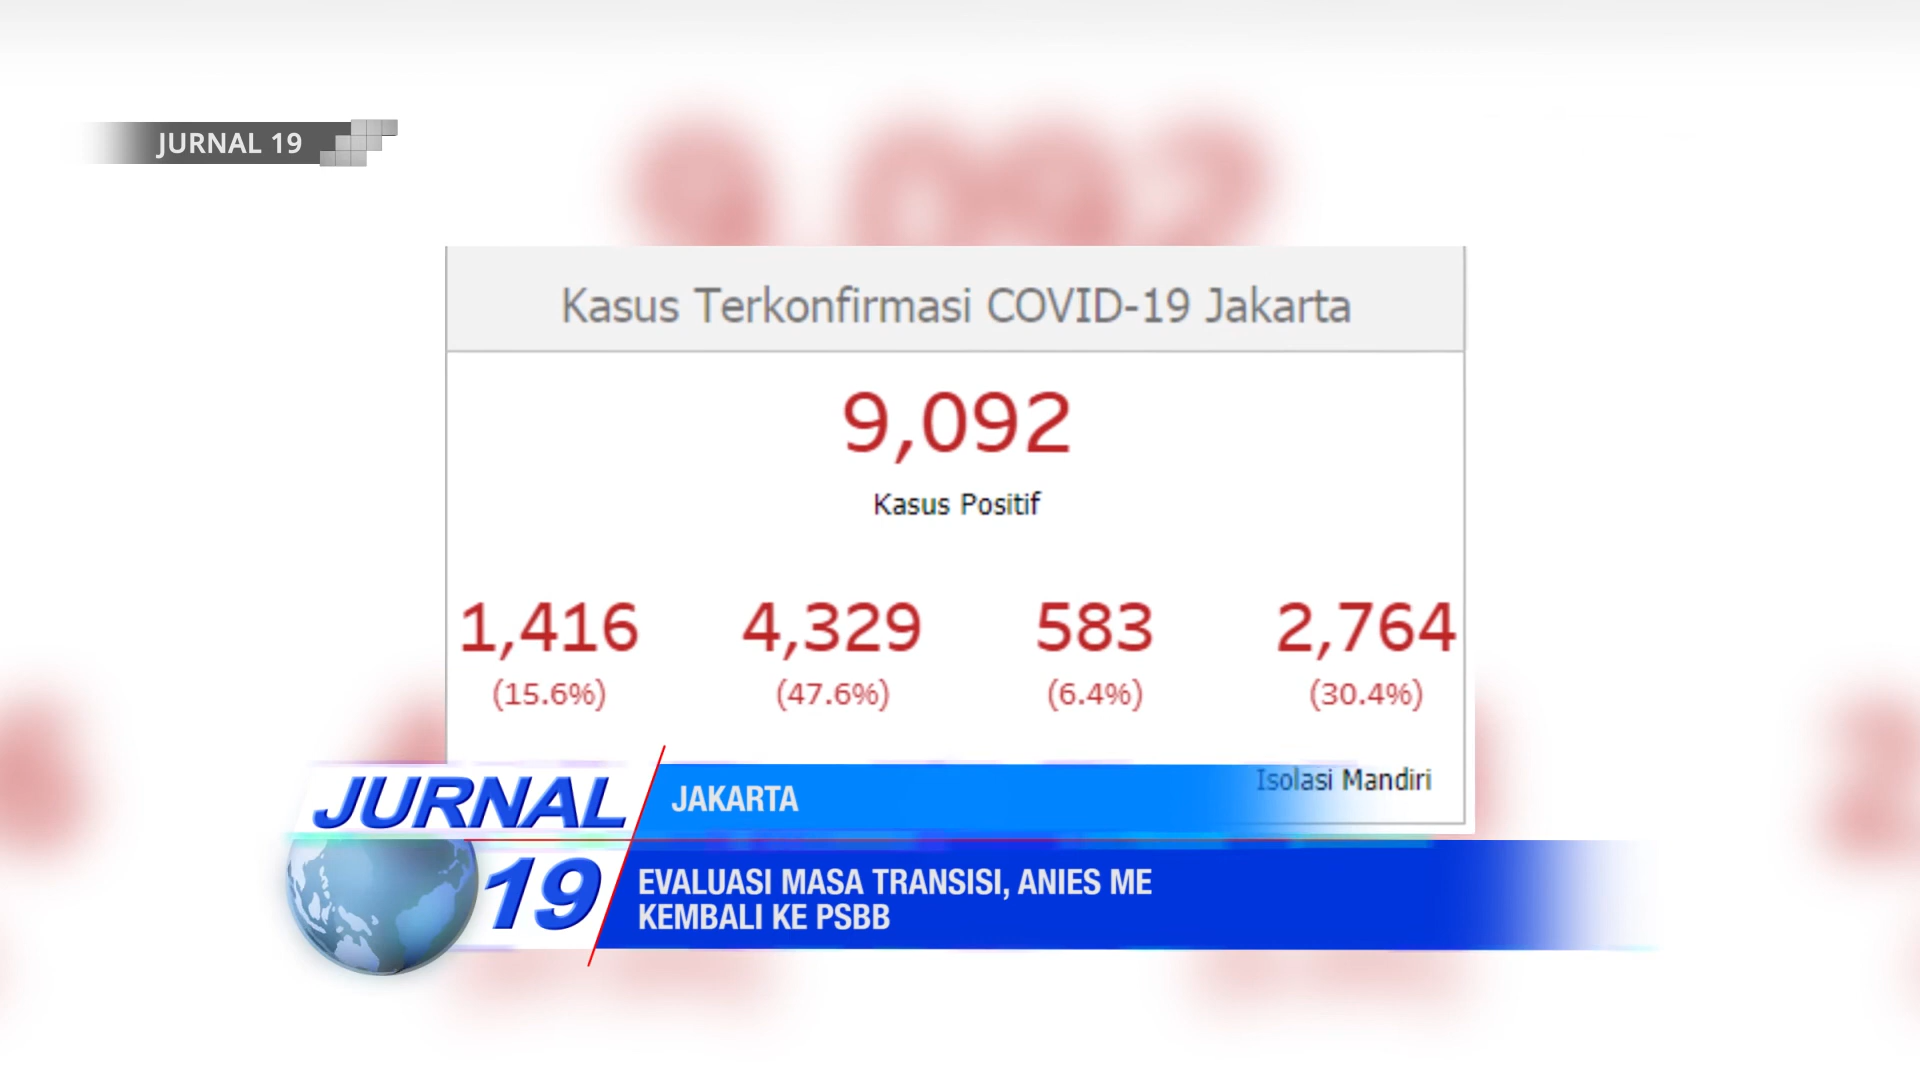 JURNAL 19
Kasus Terkonfirmasi COVID-19 Jakarta
9,092
Kasus Positif
1,416 4,329 583 2,764
(15.6%) (47.6%) (6.4%) (30.4%)
Isolasi Mandiri
JURNAL
19
JAKARTA
EVALUASI MASA TRANSISI, ANIES ME
KEMBALI KE PSBB